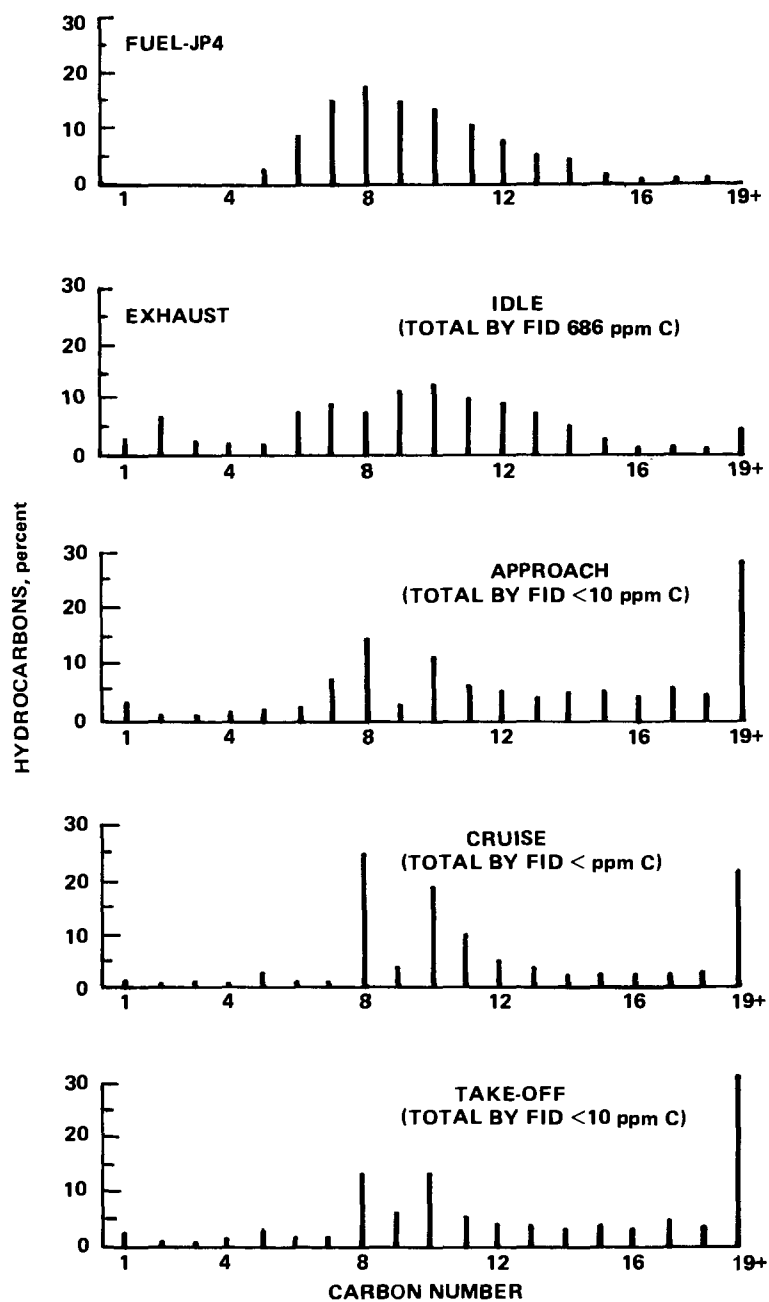 HYDROCARBONS, percent
30
FUEL-JP4
20
10
0
1 4 8 12 16 19+
30
EXHAUST
IDLE
(TOTAL BY FID 686 ppm C)
20
10
0
1 4 8 12 16 19+
30
APPROACH
(TOTAL BY FID <10 ppm C)
20
10
0
1 4 8 12 16 19+
30
CRUISE
(TOTAL BY FID < ppm C)
20
10
0
1 4 8 12 16 19+
30
TAKE-OFF
(TOTAL BY FID <10 ppm C)
20
10
0
1 4 8 12 16 19+
CARBON NUMBER